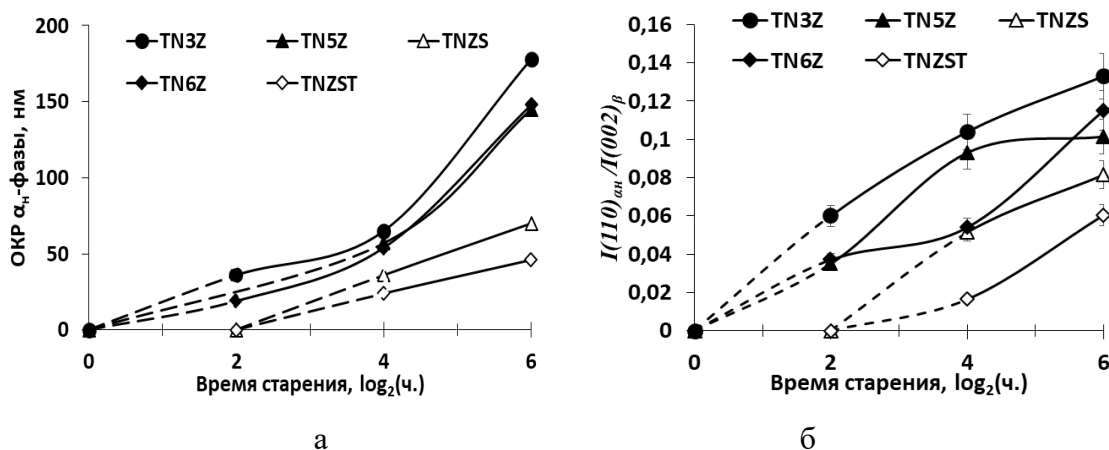 ОКР αн-фазы, нм
200
150
100
50
0
TN3Z
TN5Z
TNZS
TN6Z
TNZST
0
2
4
6
Время старения, log2(ч.)
а
I(110)αн /I(002)β
0,16
0,14
0,12
0,1
0,08
0,06
0,04
0,02
0
TN3Z
TN5Z
TNZS
TN6Z
TNZST
0
2
4
6
Время старения, log2(ч.)
б